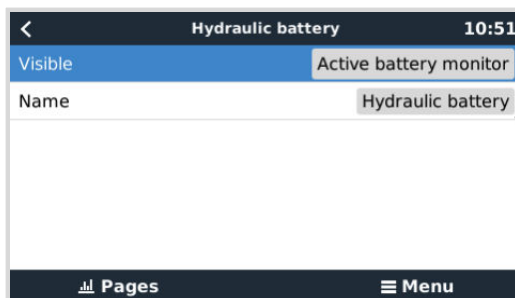 Hydraulic battery 10:51
Visible Active battery monitor
Name Hydraulic battery
Pages Menu